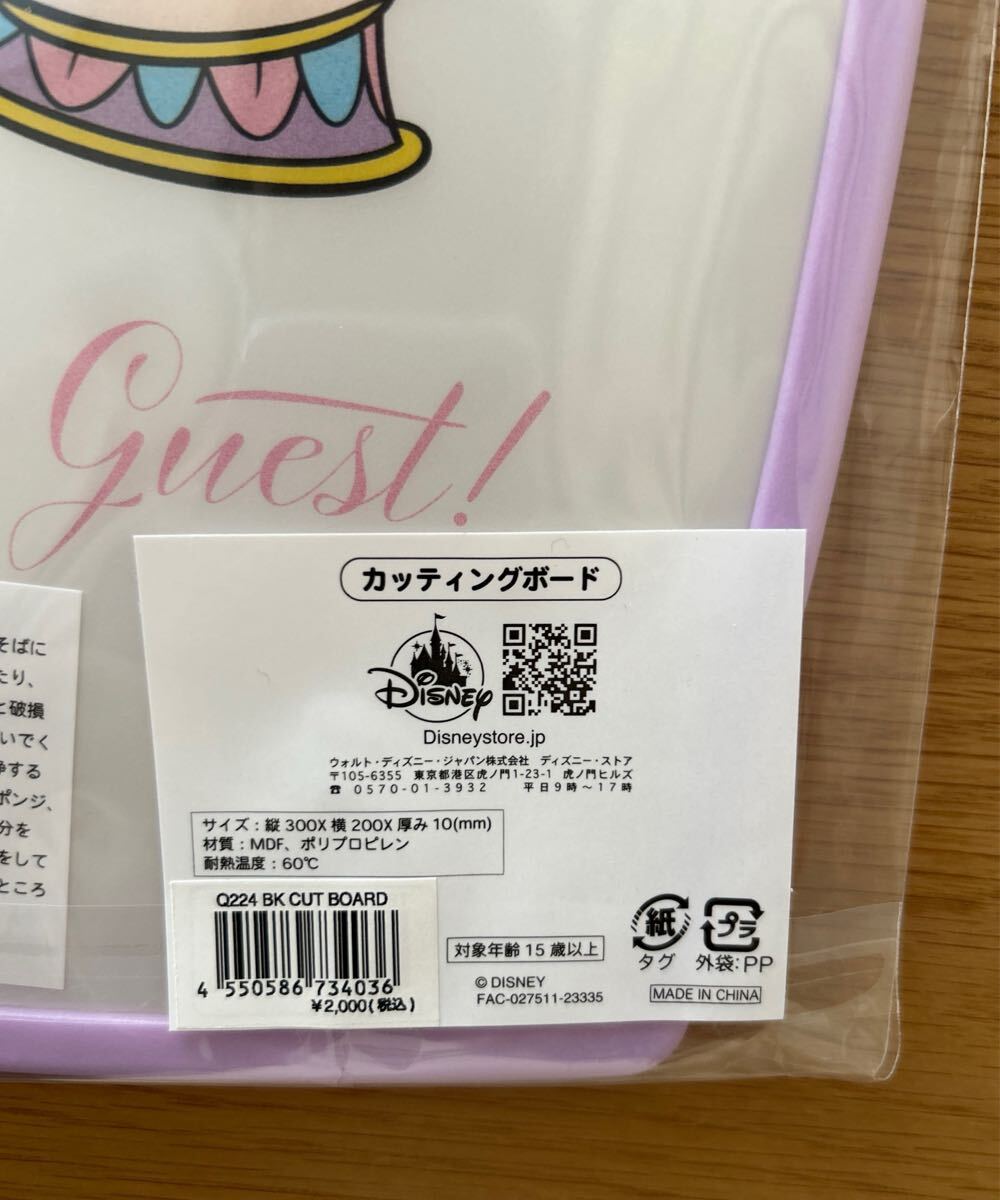 Guest!
カッティングボード
Disney
Disneystore.jp
ウォルト・ディズニー・ジャパン株式会社 ディズニー・ストア
〒105-6355 東京都港区虎ノ門1-23-1 虎ノ門ヒルズ
☎ 0570-01-3932 平日9時～17時
サイズ：縦 300X 横 200X 厚み 10(mm)
材質：MDF、ポリプロピレン
耐熱温度：60℃
Q224 BK CUT BOARD
4 550586 734036
¥2,000(税込)
対象年齢 15 歳以上
© DISNEY
FAC-027511-23335
紙
タグ
プラ
外袋：PP
MADE IN CHINA
そばに
たり、
と破損
いでく
浄する
ポンジ、
分を
をして
ところ